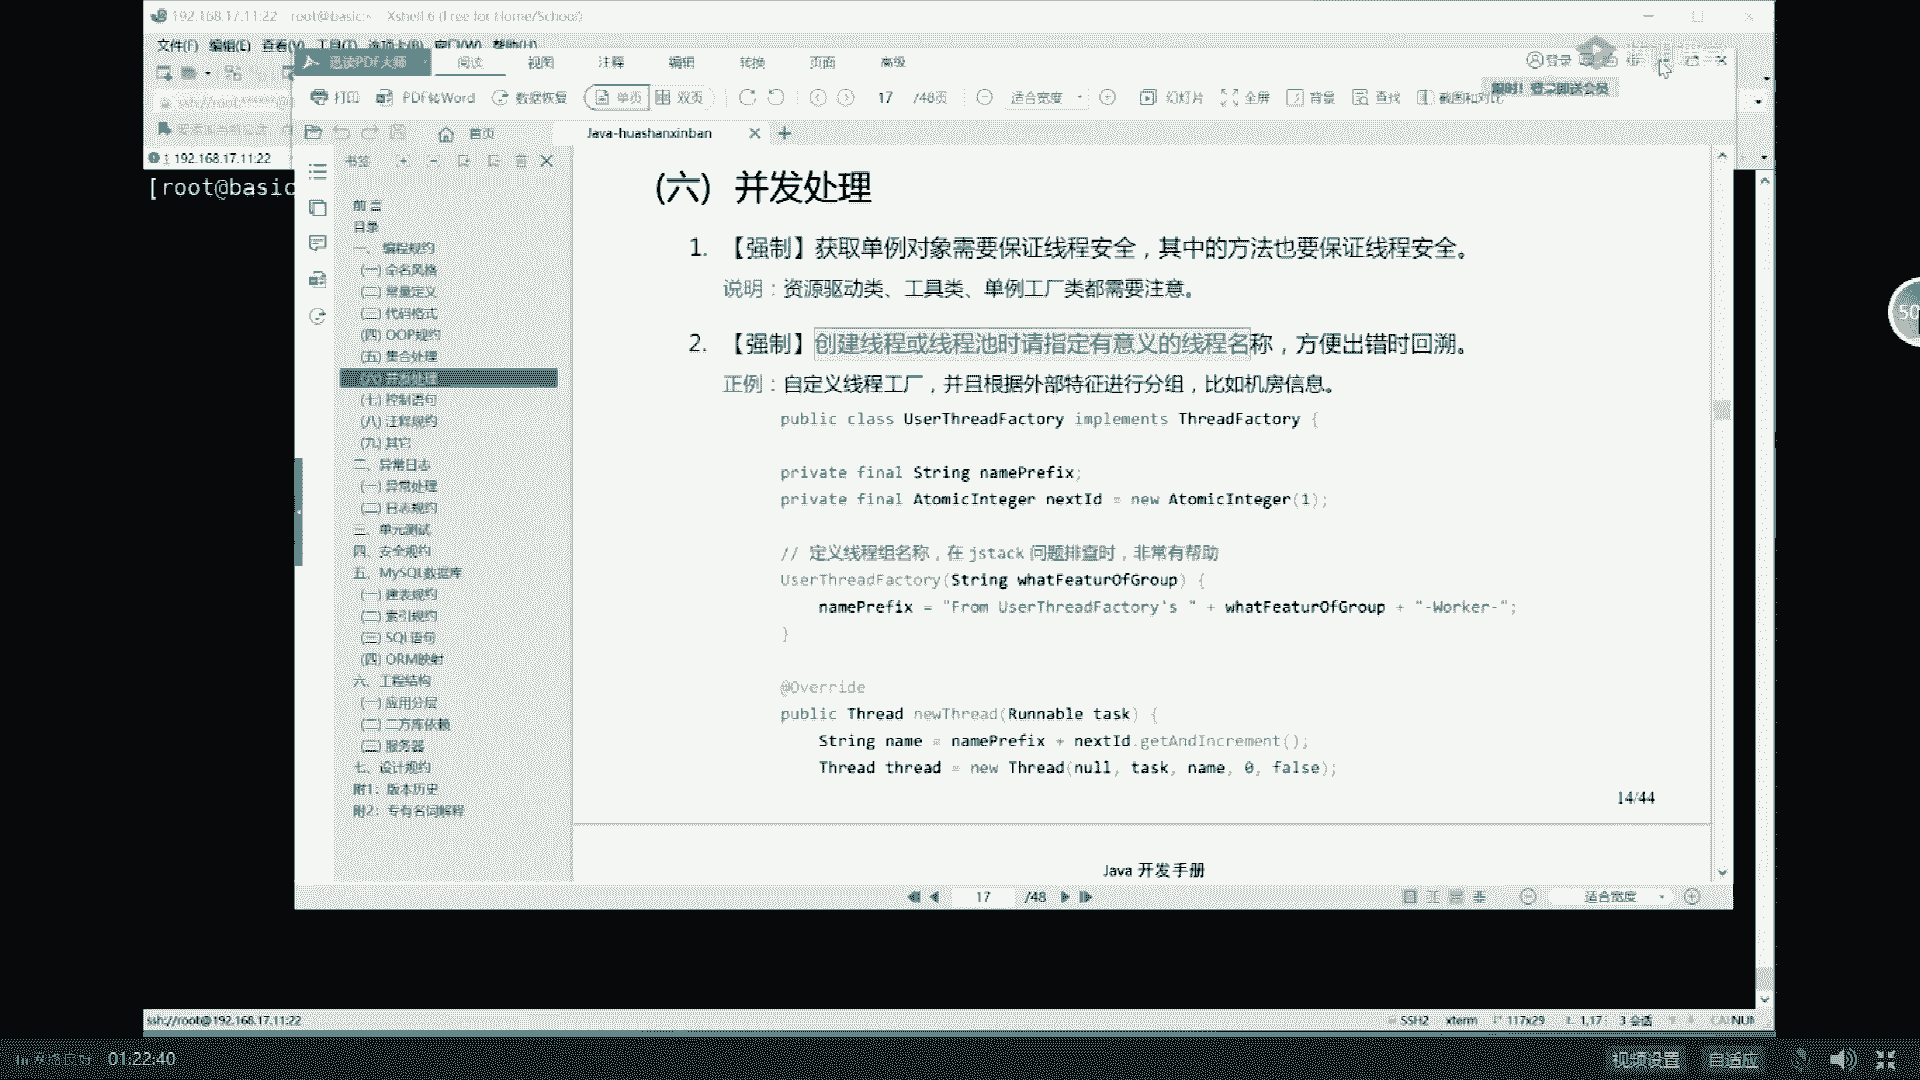 192.168.17.11:22 root@basic:~ Xshell 6 (Free for Home/School)
文件(F) 编辑(E) 查看(V) 工具(T) 选项卡(B) 窗口(W) 帮助(H)
PDF大师 阅读 视图 注释 编辑 转换 页面 高级 登录
打印 PDF转Word 数据恢复 单页 双页 17 /48页 适合宽度 幻灯片 全屏 背景 查找 截图和对比
限时！登录即送会员
首页 Java-huashanxinban
1 192.168.17.11:22
[root@basic
书签
前 言
目录
一、编程规约
(一) 命名风格
(二) 常量定义
(三) 代码格式
(四) OOP规约
(五) 集合处理
(六) 并发处理
(七) 控制语句
(八) 注释规约
(九) 其它
二、异常日志
(一) 异常处理
(二) 日志规约
三、单元测试
四、安全规约
五、MySQL数据库
(一) 建表规约
(二) 索引规约
(三) SQL语句
(四) ORM映射
六、工程结构
(一) 应用分层
(二) 二方库依赖
(三) 服务器
七、设计规约
附1：版本历史
附2：专有名词解释
(六) 并发处理
1. 【强制】获取单例对象需要保证线程安全，其中的方法也要保证线程安全。
说明：资源驱动类、工具类、单例工厂类都需要注意。
2. 【强制】创建线程或线程池时请指定有意义的线程名称，方便出错时回溯。
正例：自定义线程工厂，并且根据外部特征进行分组，比如机房信息。
public class UserThreadFactory implements ThreadFactory {
private final String namePrefix;
private final AtomicInteger nextId = new AtomicInteger(1);
// 定义线程组名称，在 jstack 问题排查时，非常有帮助
UserThreadFactory(String whatFeaturOfGroup) {
namePrefix = "From UserThreadFactory's " + whatFeaturOfGroup + "-Worker-";
}
@Override
public Thread newThread(Runnable task) {
String name = namePrefix + nextId.getAndIncrement();
Thread thread = new Thread(null, task, name, 0, false);
14/44
Java 开发手册
17 /48 适合宽度
ssh://root@192.168.17.11:22 SSH2 xterm 117x29 1,17 3 会话 CAP NUM
01:22:40 视频设置 自适应
50